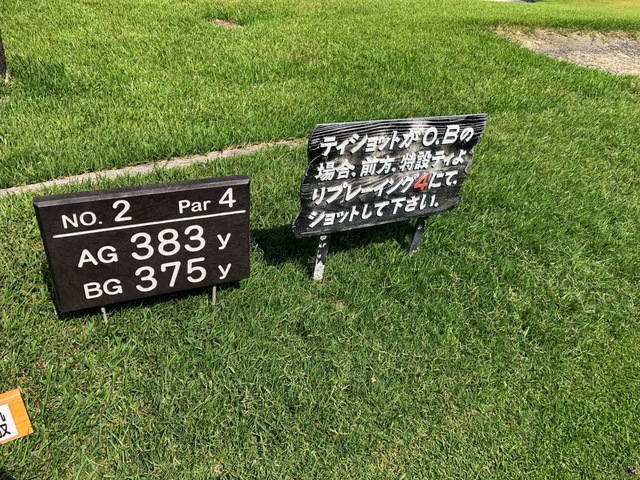 NO. 2 Par 4
AG 383 y
BG 375 y
ティショットがO.Bの
場合、前方、特設ティよ
りプレーイング4にて、
ショットして下さい.